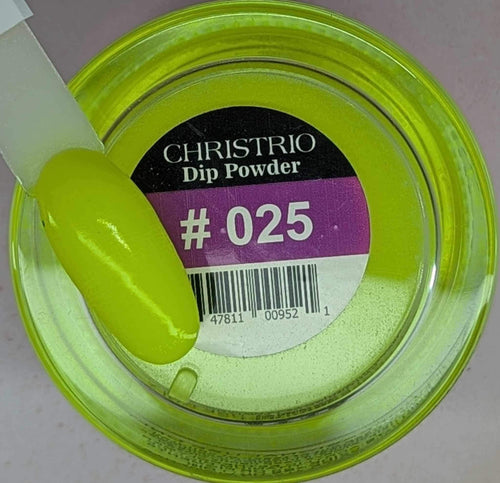 CHRISTRIO
Dip Powder
# 025
47811 00952 1